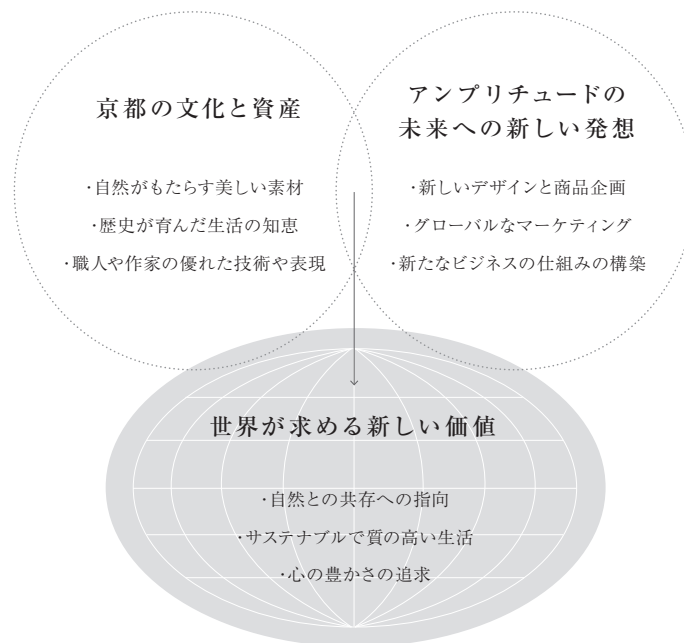 京都の文化と資産
・自然がもたらす美しい素材
・歴史が育んだ生活の知恵
・職人や作家の優れた技術や表現
アンプリチュードの
未来への新しい発想
・新しいデザインと商品企画
・グローバルなマーケティング
・新たなビジネスの仕組みの構築
世界が求める新しい価値
・自然との共存への指向
・サステナブルで質の高い生活
・心の豊かさの追求